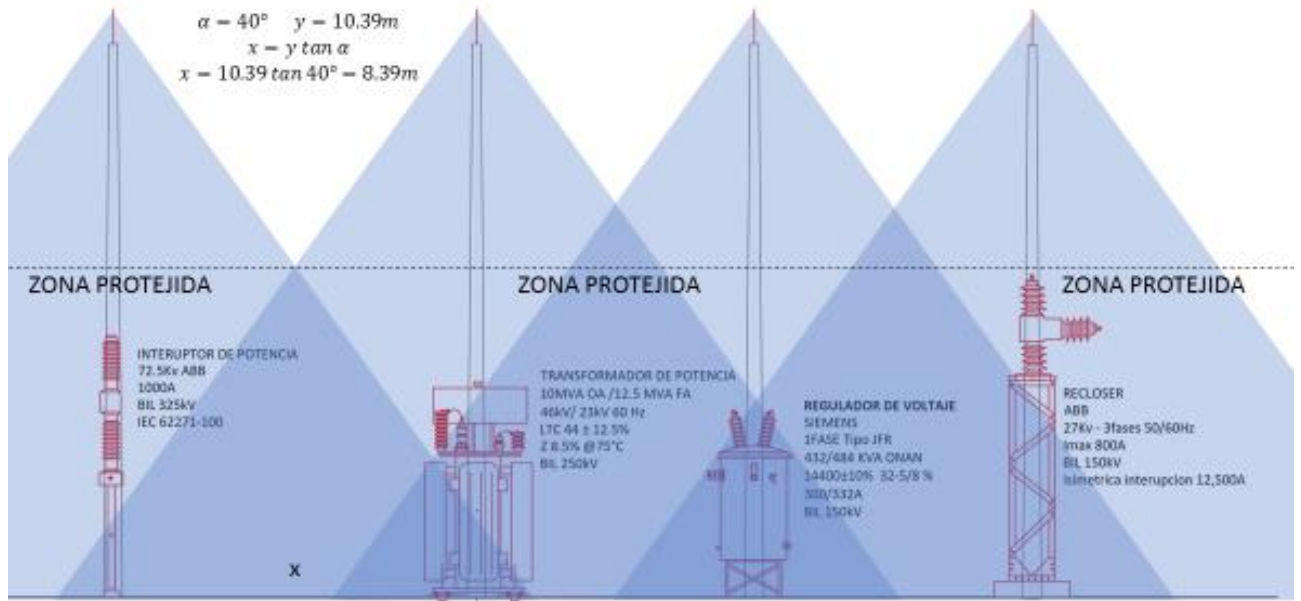 α = 40° y = 10.39m
x = y tan α
x = 10.39 tan 40° = 8.39m
ZONA PROTEJIDA
ZONA PROTEJIDA
ZONA PROTEJIDA
INTERUPTOR DE POTENCIA
72.5Kv ABB
1000A
BIL 325kV
IEC 62271-100
TRANSFORMADOR DE POTENCIA
10MVA OA /12.5 MVA FA
46kV/ 23kV 60 Hz
LTC 44 ± 12.5%
Z 8.5% @75°C
BIL 250kV
REGULADOR DE VOLTAJE
SIEMENS
1FASE Tipo JFR
432/484 KVA ONAN
14400±10% 32-5/8 %
300/332A
BIL 150kV
RECLOSER
ABB
27Kv - 3fases 50/60Hz
Imax 800A
BIL 150kV
Isimetrica interupcion 12,500A
X